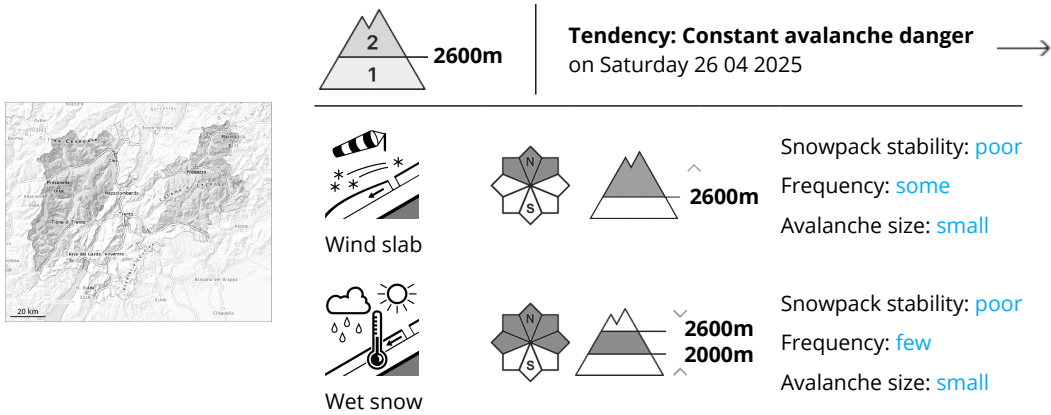 2
2600m
1
Tendency: Constant avalanche danger
on Saturday 26 04 2025
Trento
20 km
N
S
2600m
Snowpack stability: poor
Frequency: some
Avalanche size: small
Wind slab
N
S
2600m
2000m
Snowpack stability: poor
Frequency: few
Avalanche size: small
Wet snow